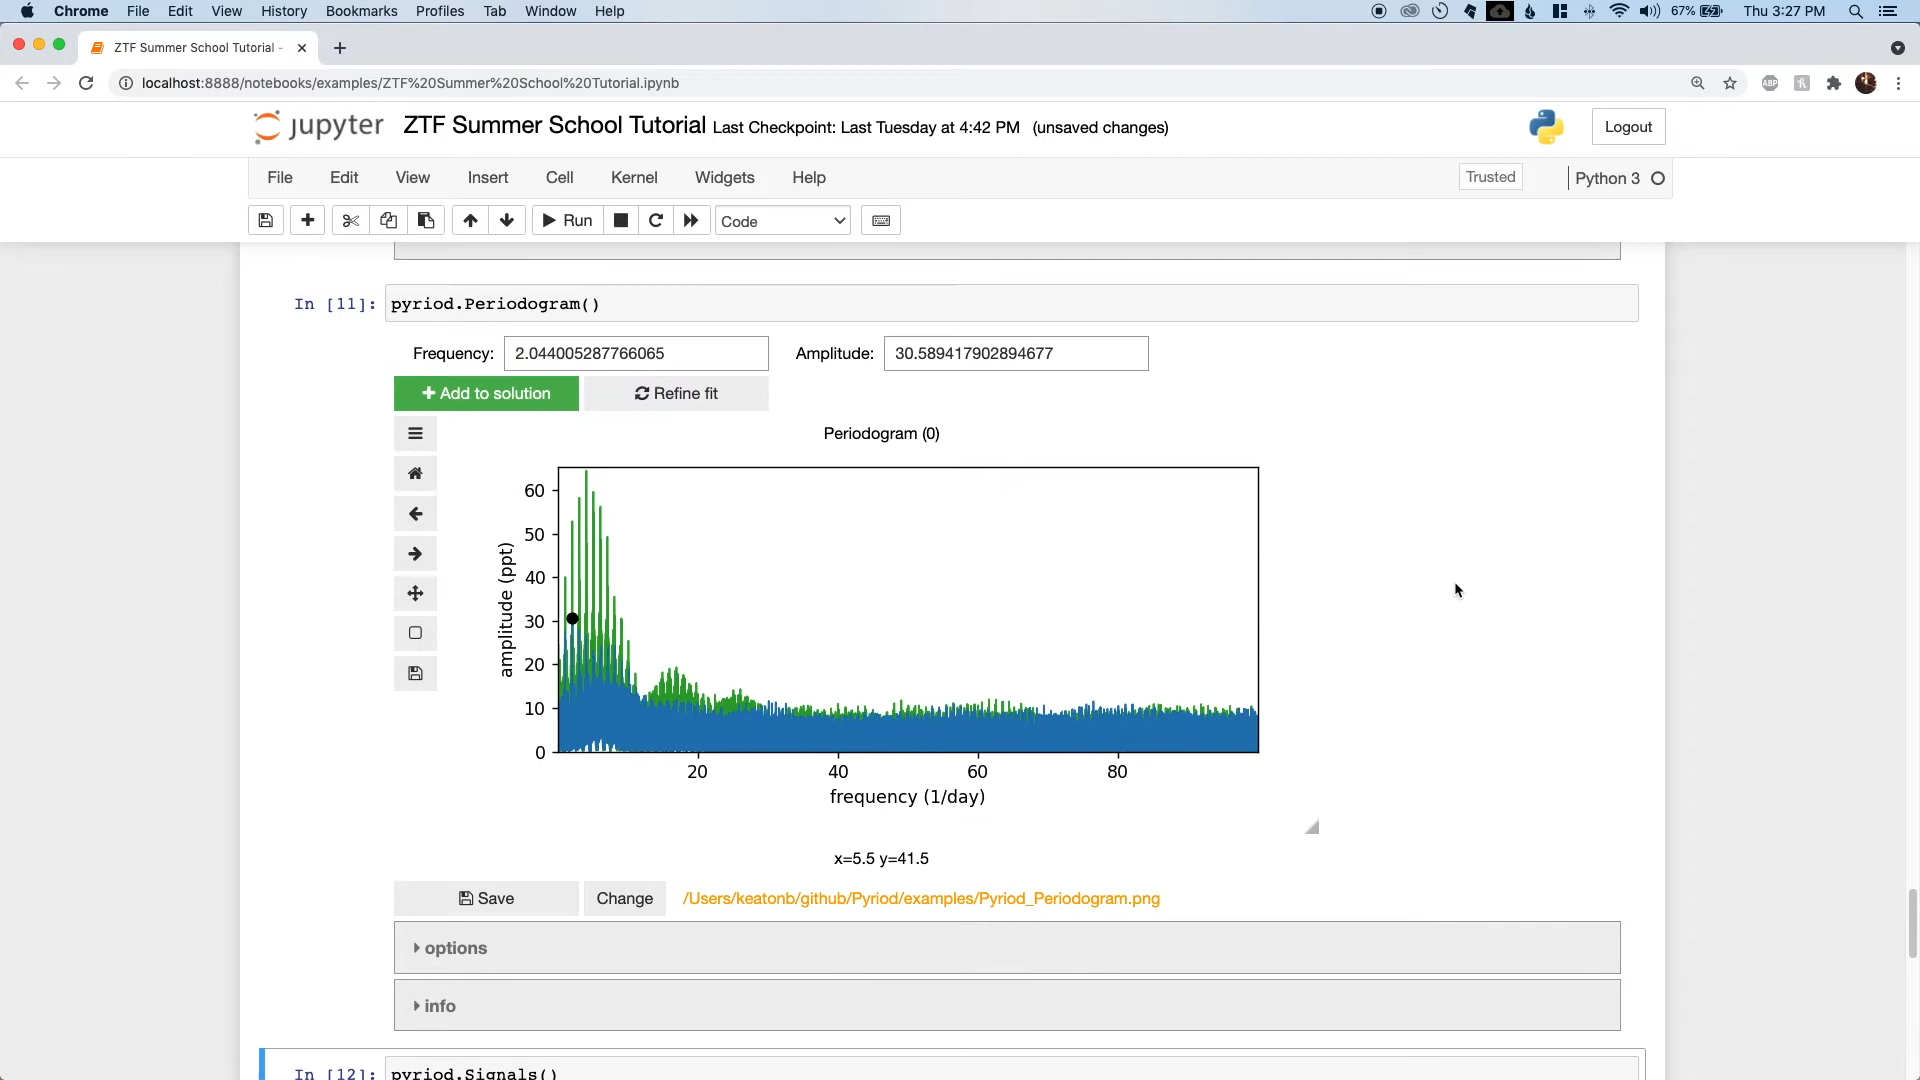 Chrome File Edit View History Bookmarks Profiles Tab Window Help 67% Thu 3:27 PM
ZTF Summer School Tutorial -
localhost:8888/notebooks/examples/ZTF%20Summer%20School%20Tutorial.ipynb ABP
jupyter ZTF Summer School Tutorial Last Checkpoint: Last Tuesday at 4:42 PM (unsaved changes) Logout
File Edit View Insert Cell Kernel Widgets Help Trusted Python 3
Run Code
In [11]: pyriod.Periodogram()
Frequency: 2.044005287766065 Amplitude: 30.589417902894677
Add to solution Refine fit
Periodogram (0)
60
50
40
30
20
10
0
amplitude (ppt)
20 40 60 80
frequency (1/day)
x=5.5 y=41.5
Save Change /Users/keatonb/github/Pyriod/examples/Pyriod_Periodogram.png
options
info
In [12]: pyriod.Signals()